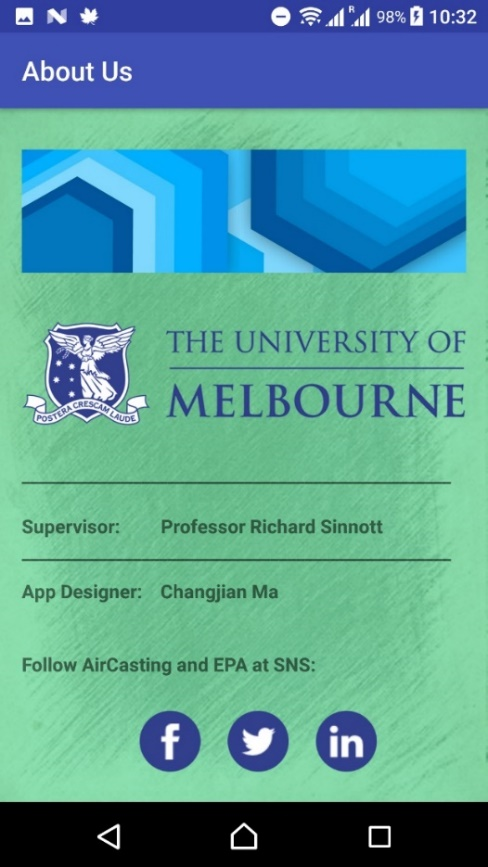 98% 10:32
About Us
THE UNIVERSITY OF
MELBOURNE
POSTERA CRESCAM LAUDE
Supervisor: Professor Richard Sinnott
App Designer: Changjian Ma
Follow AirCasting and EPA at SNS: